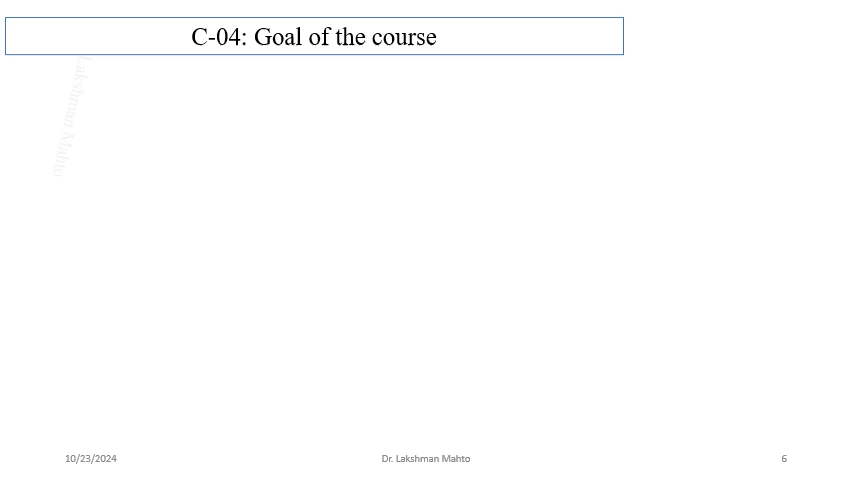 C-04: Goal of the course
Lakshman Mahto
10/23/2024
Dr. Lakshman Mahto
6